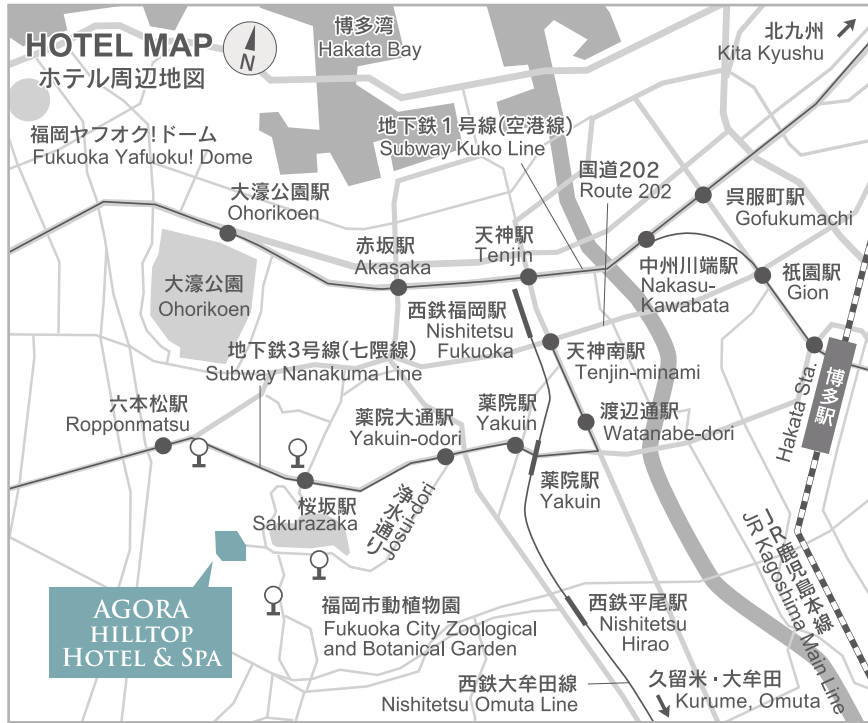 HOTEL MAP
ホテル周辺地図
N
博多湾
Hakata Bay
北九州
Kita Kyushu
福岡ヤフオク!ドーム
Fukuoka Yafuoku! Dome
地下鉄1号線(空港線)
Subway Kuko Line
国道202
Route 202
大濠公園駅
Ohorikoen
呉服町駅
Gofukumachi
赤坂駅
Akasaka
天神駅
Tenjin
中州川端駅
Nakasu-
Kawabata
祇園駅
Gion
大濠公園
Ohorikoen
西鉄福岡駅
Nishitetsu
Fukuoka
天神南駅
Tenjin-minami
地下鉄3号線(七隈線)
Subway Nanakuma Line
博多駅
Hakata Sta.
六本松駅
Ropponmatsu
薬院大通駅
Yakuin-odori
薬院駅
Yakuin
渡辺通駅
Watanabe-dori
薬院駅
Yakuin
桜坂駅
Sakurazaka
浄水通り
Josui-dori
JR鹿児島本線
JR Kagoshima Main Line
AGORA
HILLTOP
HOTEL & SPA
福岡市動植物園
Fukuoka City Zoological
and Botanical Garden
西鉄平尾駅
Nishitetsu
Hirao
西鉄大牟田線
Nishitetsu Omuta Line
久留米・大牟田
Kurume, Omuta